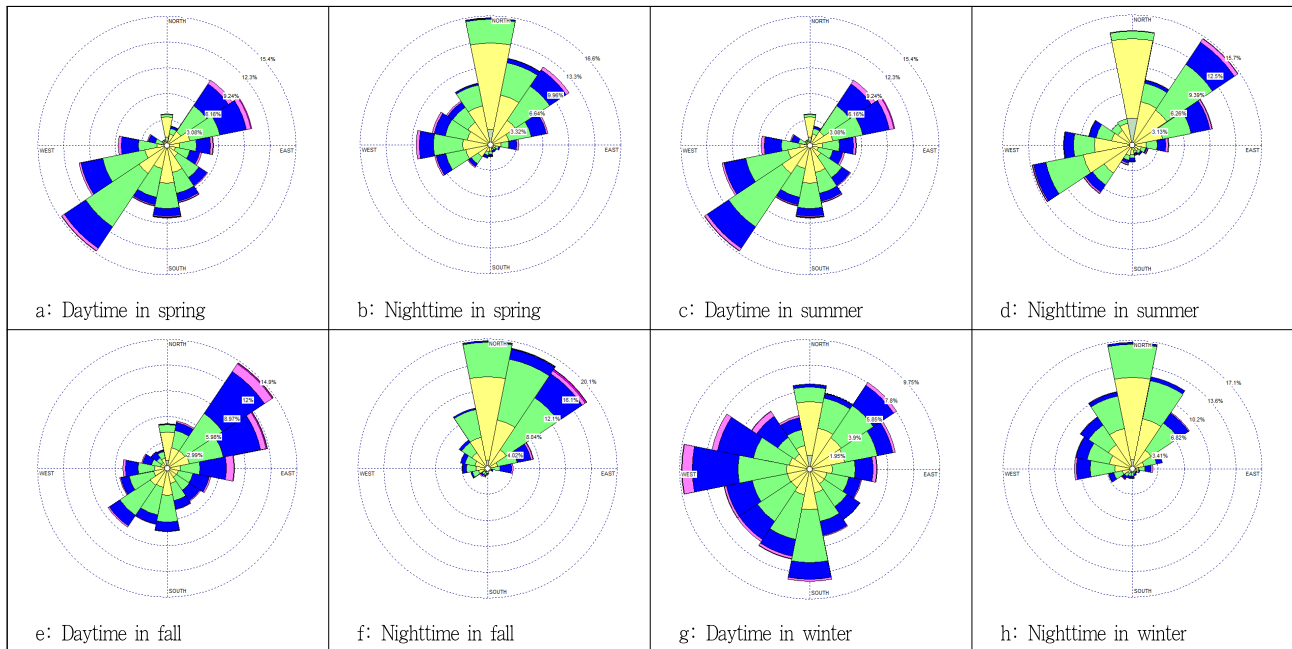 NORTH
15.4%
12.3%
9.24%
6.16%
3.08%
WEST
EAST
SOUTH
a: Daytime in spring
NORTH
16.6%
13.3%
9.96%
6.64%
3.32%
WEST
EAST
SOUTH
b: Nighttime in spring
NORTH
15.4%
12.3%
9.24%
6.16%
3.08%
WEST
EAST
SOUTH
c: Daytime in summer
NORTH
15.7%
12.5%
9.39%
6.26%
3.13%
WEST
EAST
SOUTH
d: Nighttime in summer
NORTH
14.9%
12%
8.97%
5.98%
2.99%
WEST
EAST
SOUTH
e: Daytime in fall
NORTH
20.1%
16.1%
12.1%
8.04%
4.02%
WEST
EAST
SOUTH
f: Nighttime in fall
NORTH
9.75%
7.8%
5.85%
3.9%
1.95%
WEST
EAST
SOUTH
g: Daytime in winter
NORTH
17.1%
13.6%
10.2%
6.82%
3.41%
WEST
EAST
SOUTH
h: Nighttime in winter